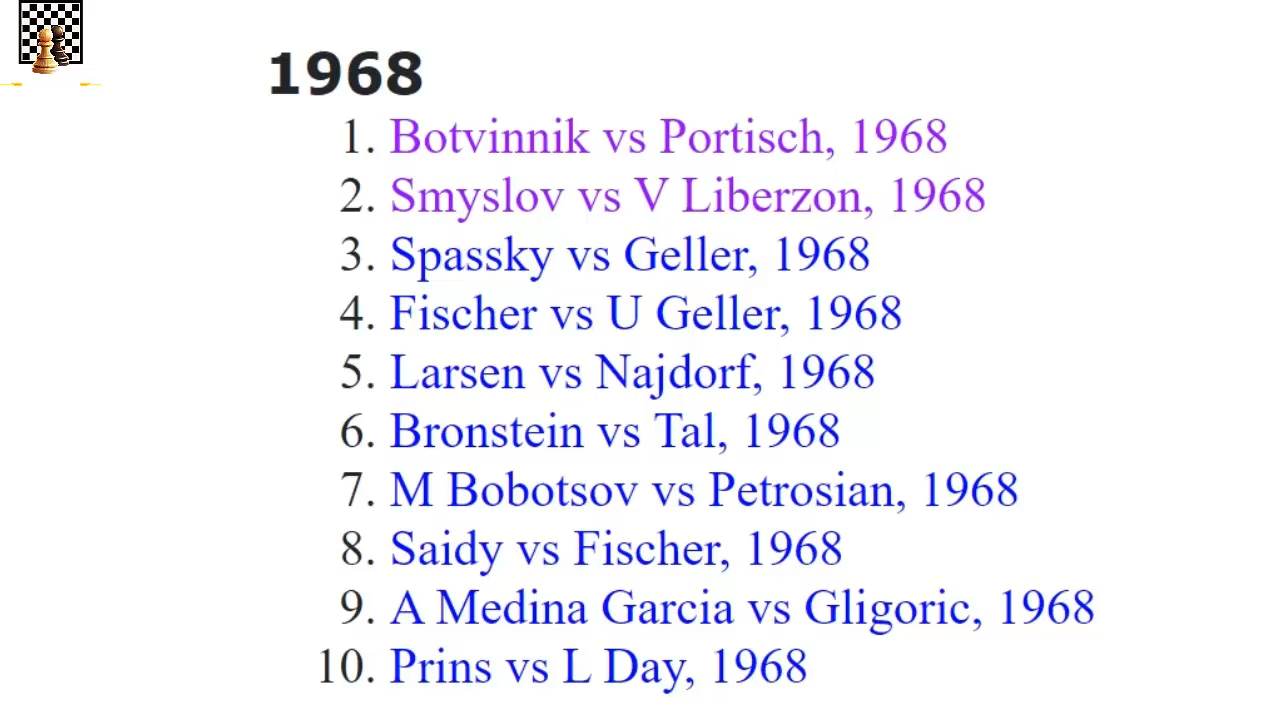 1968
1. Botvinnik vs Portisch, 1968
2. Smyslov vs V Liberzon, 1968
3. Spassky vs Geller, 1968
4. Fischer vs U Geller, 1968
5. Larsen vs Najdorf, 1968
6. Bronstein vs Tal, 1968
7. M Bobotsov vs Petrosian, 1968
8. Saidy vs Fischer, 1968
9. A Medina Garcia vs Gligoric, 1968
10. Prins vs L Day, 1968